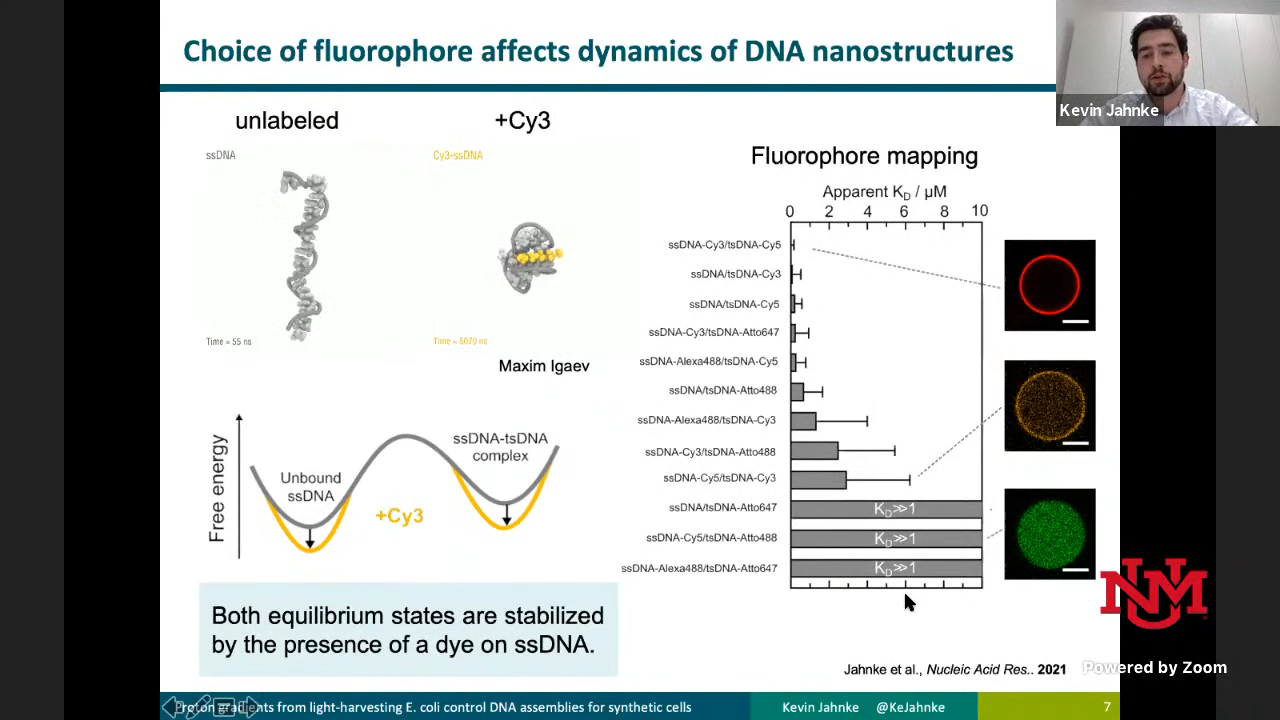 Choice of fluorophore affects dynamics of DNA nanostructures
Kevin Jahnke
unlabeled
+Cy3
ssDNA
Cy3-ssDNA
Time = 55 ns
Maxim Igaev
Free energy
Unbound
ssDNA
+Cy3
ssDNA-tsDNA
complex
Both equilibrium states are stabilized
by the presence of a dye on ssDNA.
Fluorophore mapping
Apparent KD / µM
0 2 4 6 8 10
ssDNA-Cy3/tsDNA-Cy5
ssDNA/tsDNA-Cy3
ssDNA/tsDNA-Cy5
ssDNA-Cy3/tsDNA-Atto647
ssDNA-Alexa488/tsDNA-Cy5
ssDNA/tsDNA-Atto488
ssDNA-Alexa488/tsDNA-Cy3
ssDNA-Cy3/tsDNA-Atto488
ssDNA-Cy5/tsDNA-Cy3
ssDNA/tsDNA-Atto647
KD≫1
ssDNA-Cy5/tsDNA-Atto488
KD≫1
ssDNA-Alexa488/tsDNA-Atto647
KD≫1
UNM
Jahnke et al., Nucleic Acid Res.. 2021
Powered by Zoom
Proton gradients from light-harvesting E. coli control DNA assemblies for synthetic cells
Kevin Jahnke @KeJahnke
7